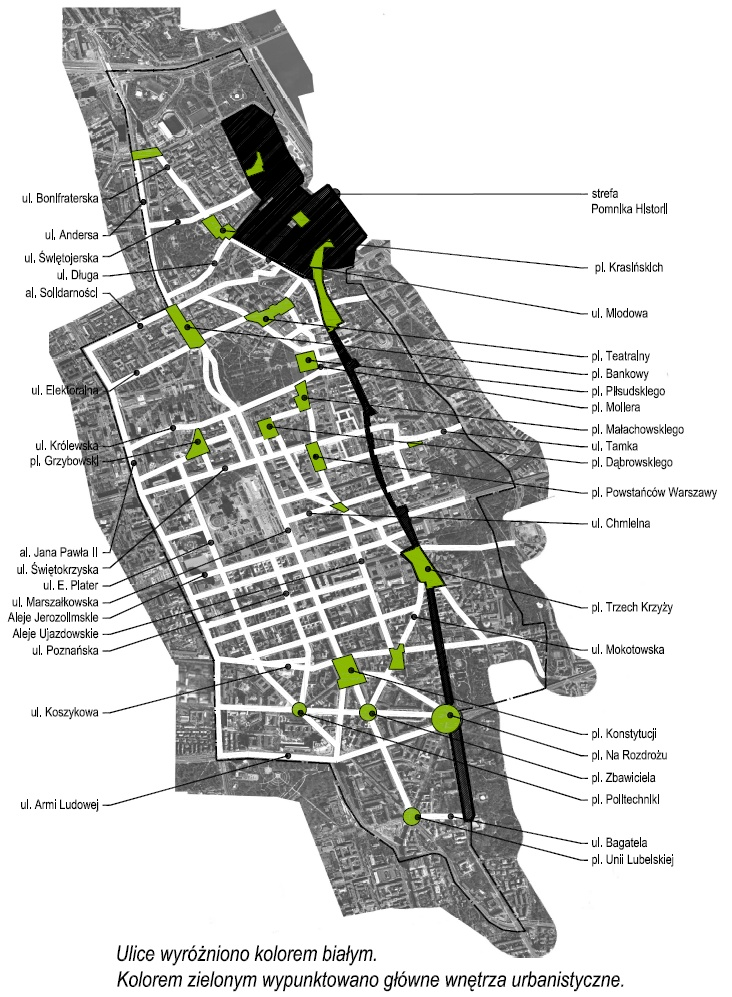 ul. Bonifraterska
ul. Andersa
ul. Świętojerska
ul. Długa
al. Solidarności
ul. Elektoralna
ul. Królewska
pl. Grzybowski
al. Jana Pawła II
ul. Świętokrzyska
ul. E. Plater
ul. Marszałkowska
Aleje Jerozolimskie
Aleje Ujazdowskie
ul. Poznańska
ul. Koszykowa
ul. Armi Ludowej
strefa
Pomnika Historii
pl. Krasińskich
ul. Miodowa
pl. Teatralny
pl. Bankowy
pl. Piłsudskiego
pl. Mollera
pl. Małachowskiego
ul. Tamka
pl. Dąbrowskiego
pl. Powstańców Warszawy
ul. Chmielna
pl. Trzech Krzyży
ul. Mokotowska
pl. Konstytucji
pl. Na Rozdrożu
pl. Zbawiciela
pl. Politechniki
ul. Bagatela
pl. Unii Lubelskiej
Ulice wyróżniono kolorem białym.
Kolorem zielonym wypunktowano główne wnętrza urbanistyczne.